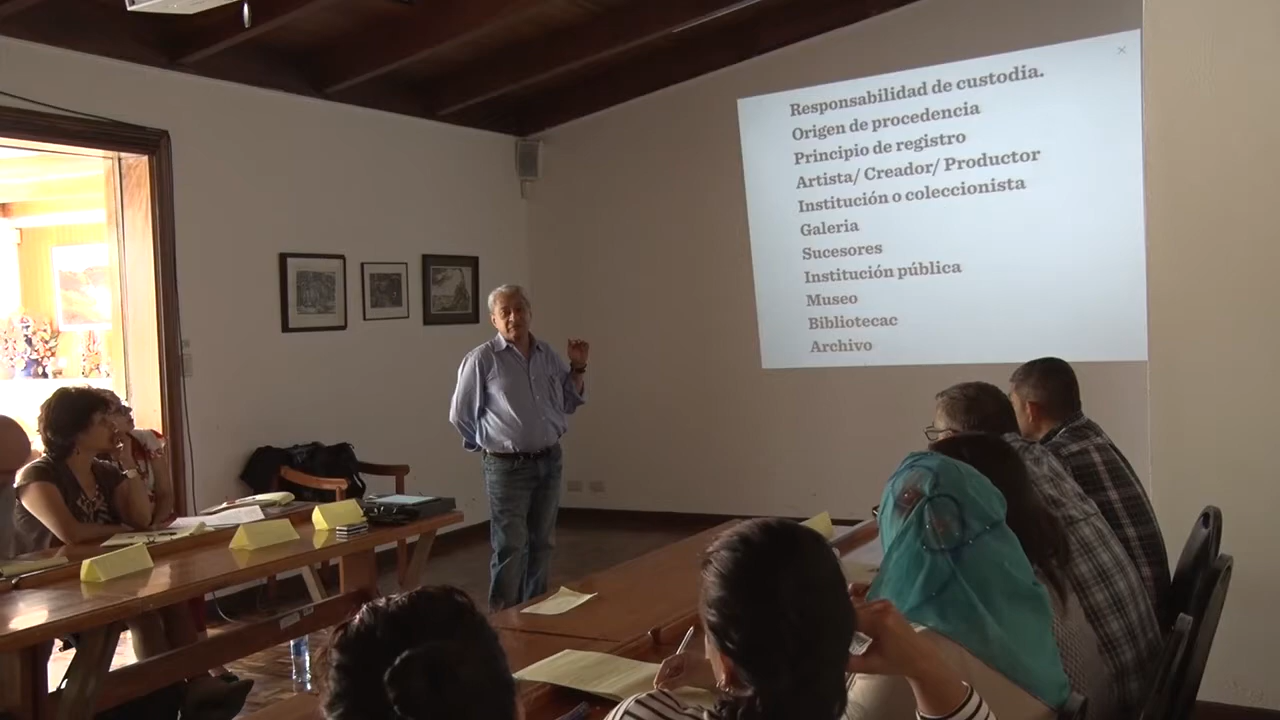 Responsabilidad de custodia.
Origen de procedencia
Principio de registro
Artista/ Creador/ Productor
Institución o coleccionista
Galeria
Sucesores
Institución pública
Museo
Bibliotecac
Archivo